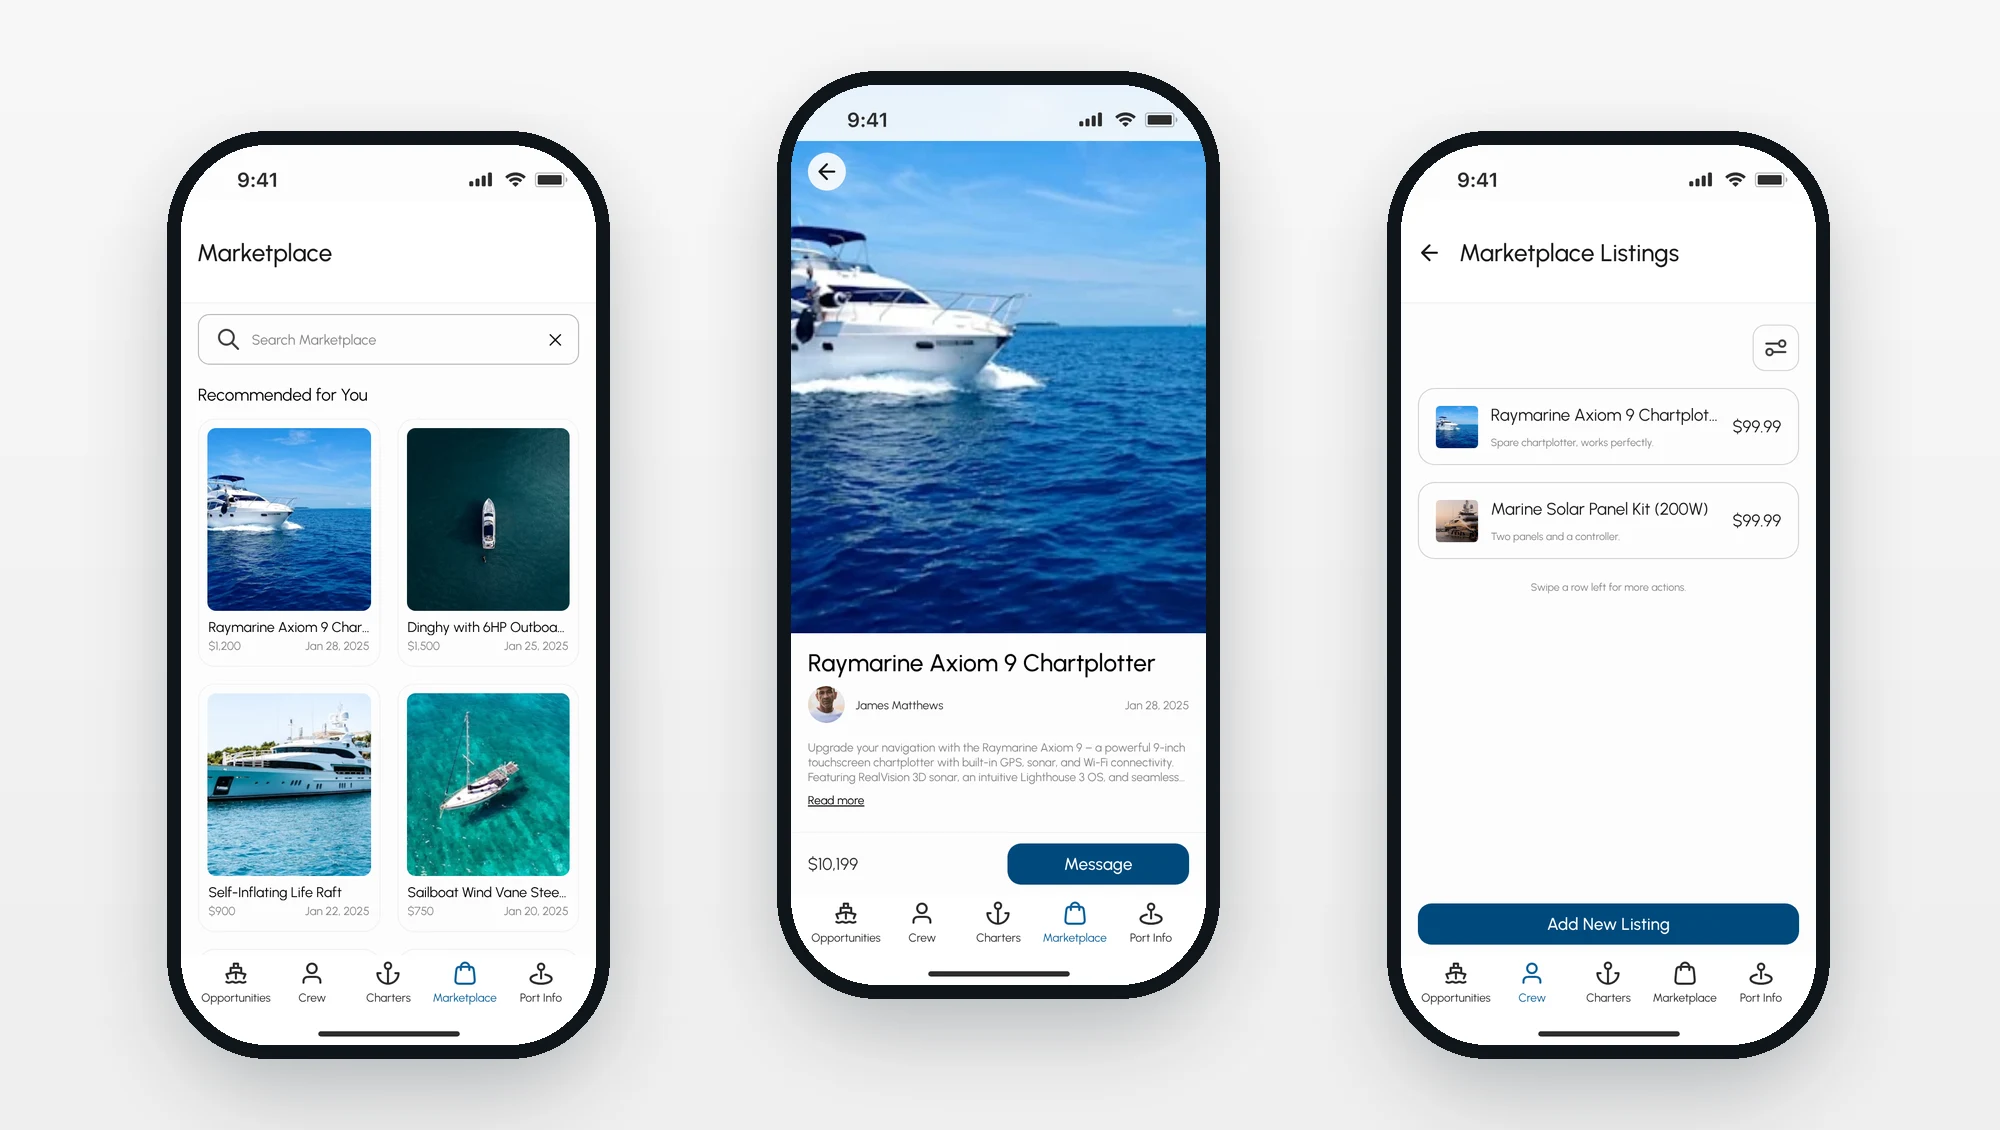 9:41
Marketplace
Search Marketplace
Recommended for You
Raymarine Axiom 9 Char...
$1,200 Jan 28, 2025
Dinghy with 6HP Outboa...
$1,500 Jan 25, 2025
Self-Inflating Life Raft
$900 Jan 22, 2025
Sailboat Wind Vane Stee...
$750 Jan 20, 2025
Opportunities Crew Charters Marketplace Port Info
9:41
Raymarine Axiom 9 Chartplotter
James Matthews Jan 28, 2025
Upgrade your navigation with the Raymarine Axiom 9 – a powerful 9-inch
touchscreen chartplotter with built-in GPS, sonar, and Wi-Fi connectivity.
Featuring RealVision 3D sonar, an intuitive Lighthouse 3 OS, and seamless...
Read more
$10,199 Message
Opportunities Crew Charters Marketplace Port Info
9:41
Marketplace Listings
Raymarine Axiom 9 Chartplot...
Spare chartplotter, works perfectly.
$99.99
Marine Solar Panel Kit (200W)
Two panels and a controller.
$99.99
Swipe a row left for more actions.
Add New Listing
Opportunities Crew Charters Marketplace Port Info